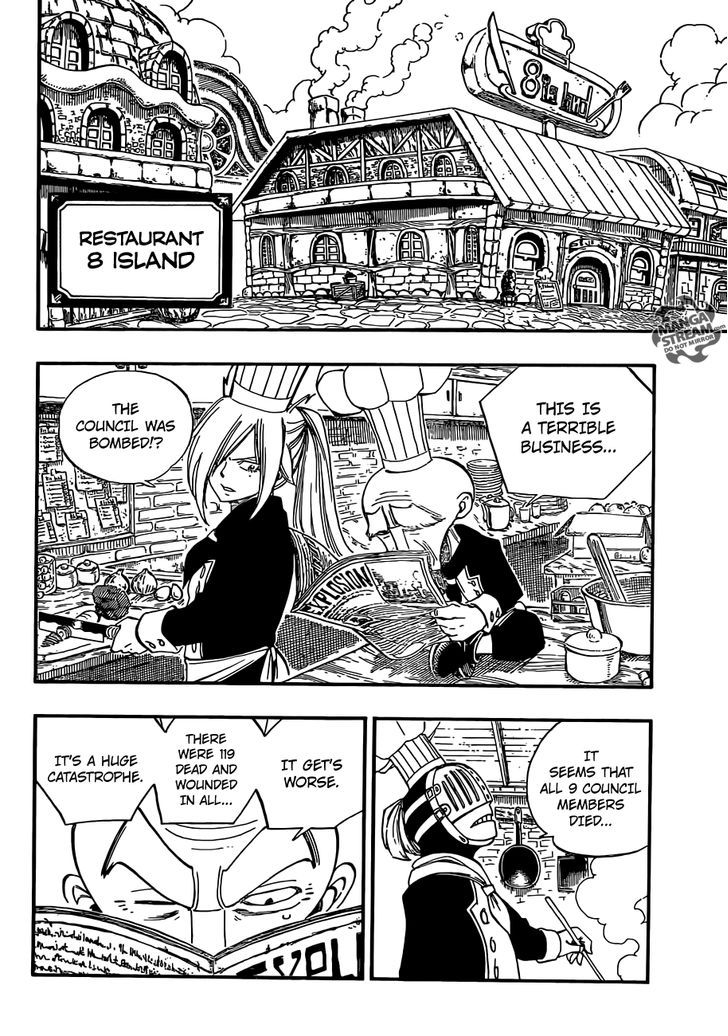 8island
RESTAURANT
8 ISLAND
MANGA
STREAM
DO NOT MIRROR
THIS IS
A TERRIBLE
BUSINESS...
THE
COUNCIL WAS
BOMBED!?
EXPLOSION
IT
SEEMS THAT
ALL 9 COUNCIL
MEMBERS
DIED...
IT GET'S
WORSE.
THERE
WERE 119
DEAD AND
WOUNDED
IN ALL...
IT'S A HUGE
CATASTROPHE.
EXPL